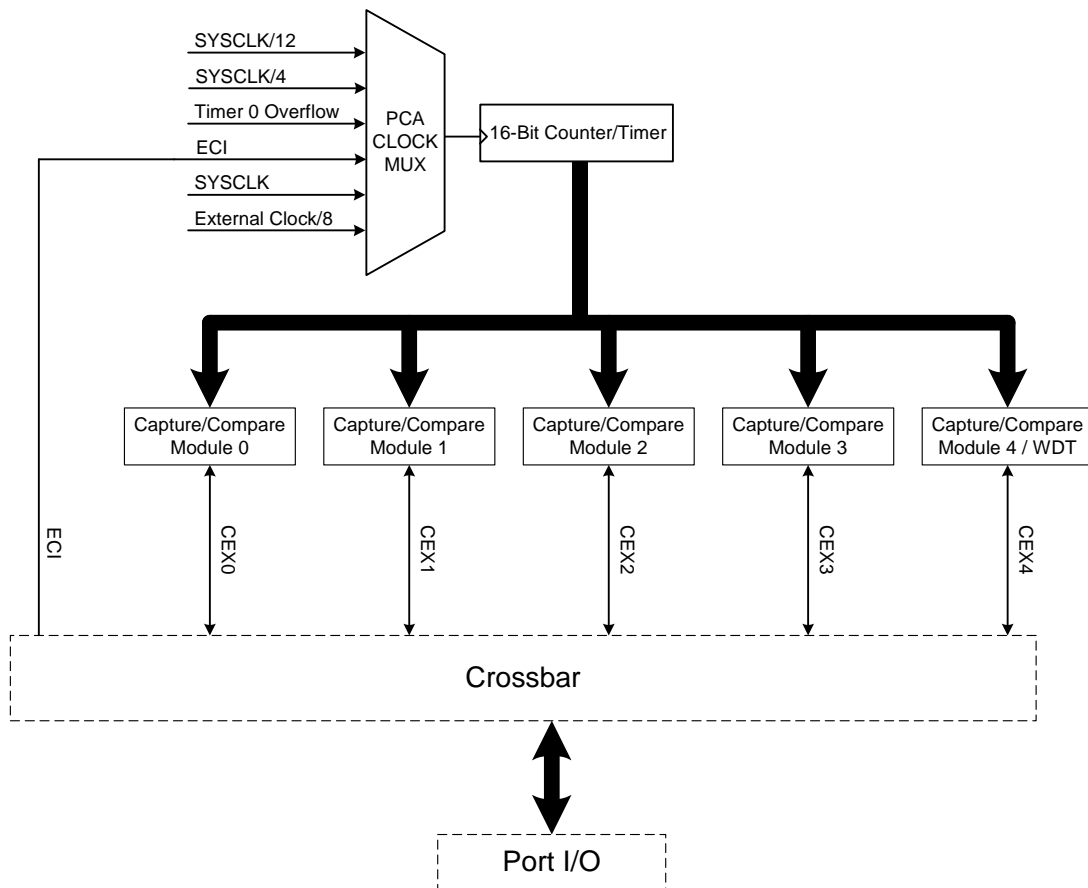 SYSCLK/12
SYSCLK/4
Timer 0 Overflow
ECI
SYSCLK
External Clock/8
PCA
CLOCK
MUX
16-Bit Counter/Timer
Capture/Compare
Module 0
Capture/Compare
Module 1
Capture/Compare
Module 2
Capture/Compare
Module 3
Capture/Compare
Module 4 / WDT
ECI
CEX0
CEX1
CEX2
CEX3
CEX4
Crossbar
Port I/O